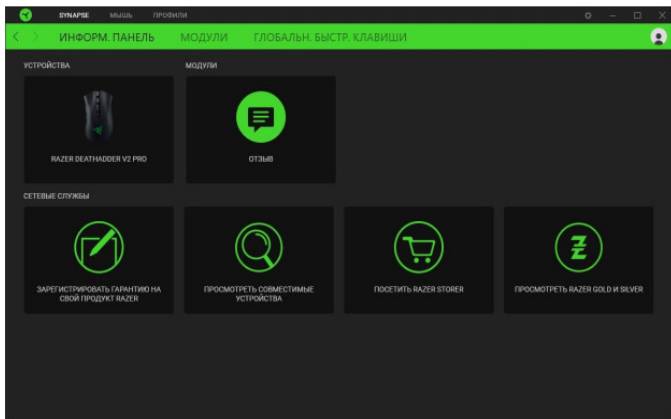 SYNAPSE МЫШЬ ПРОФИЛИ
ИНФОРМ. ПАНЕЛЬ МОДУЛИ ГЛОБАЛЬН. БЫСТР. КЛАВИШИ
УСТРОЙСТВА МОДУЛИ
RAZER DEATHADDER V2 PRO ОТЗЫВ
СЕТЕВЫЕ СЛУЖБЫ
ЗАРЕГИСТРИРОВАТЬ ГАРАНТИЮ НА
СВОЙ ПРОДУКТ RAZER
ПРОСМОТРЕТЬ СОВМЕСТИМЫЕ
УСТРОЙСТВА
ПОСЕТИТЬ RAZER STORER
ПРОСМОТРЕТЬ RAZER GOLD И SILVER